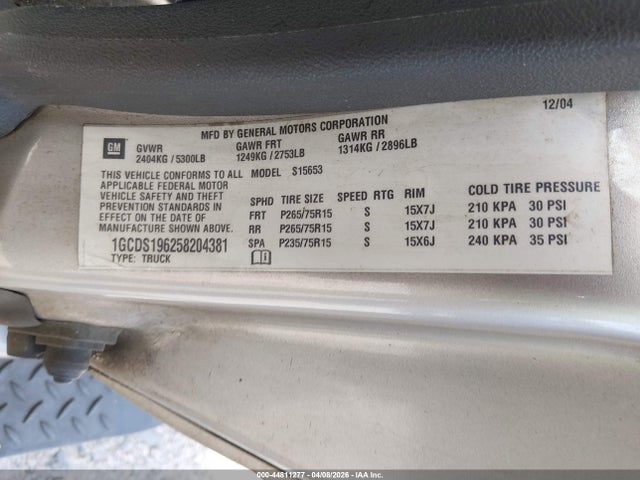 12/04
MFD BY GENERAL MOTORS CORPORATION
GM GVWR GAWR FRT GAWR RR
2404KG / 5300LB 1249KG / 2753LB 1314KG / 2896LB
THIS VEHICLE CONFORMS TO ALL MODEL S15653
APPLICABLE FEDERAL MOTOR
VEHICLE SAFETY AND THEFT
PREVENTION STANDARDS IN
EFFECT ON THE DATE OF
MANUFACTURE SHOWN ABOVE.
1GCDS196258204381
TYPE: TRUCK
SPHD TIRE SIZE SPEED RTG RIM COLD TIRE PRESSURE
FRT P265/75R15 S 15X7J 210 KPA 30 PSI
RR P265/75R15 S 15X7J 210 KPA 30 PSI
SPA P235/75R15 S 15X6J 240 KPA 35 PSI
000-44811277 - 04/08/2026 - IAA Inc.